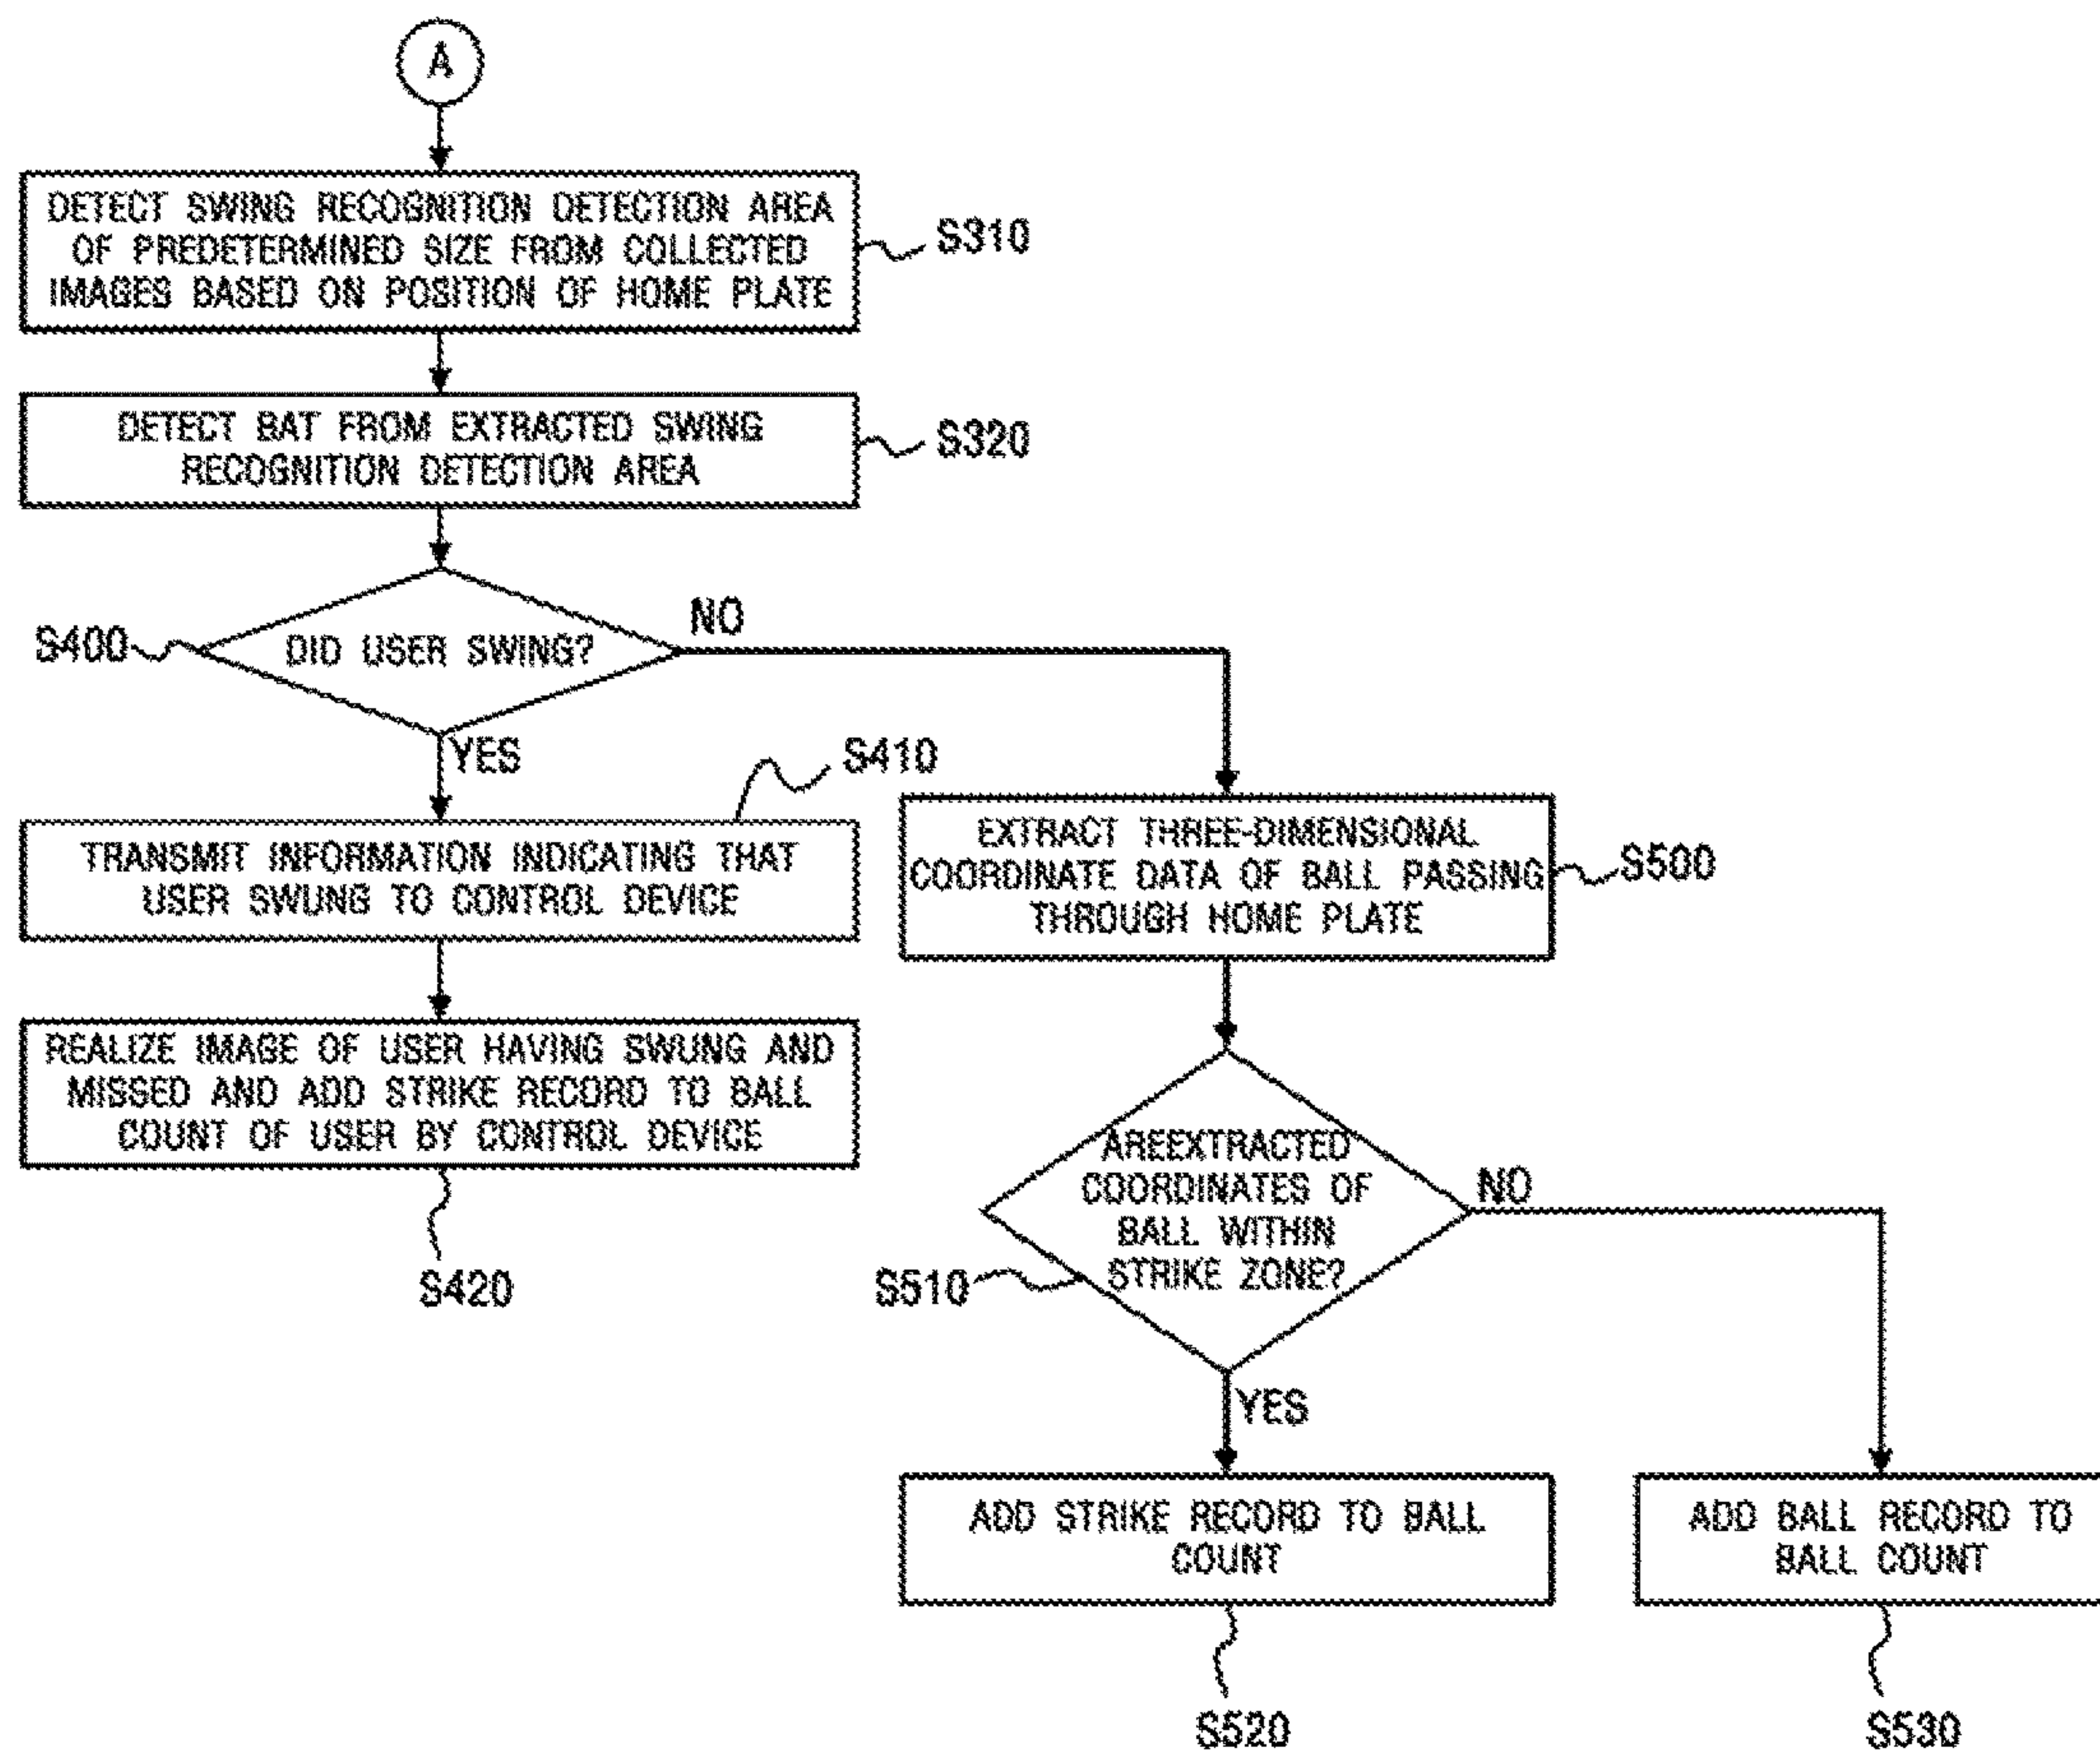 A
DETECT SWING RECOGNITION DETECTION AREA
OF PREDETERMINED SIZE FROM COLLECTED
IMAGES BASED ON POSITION OF HOME PLATE
S310
DETECT BAT FROM EXTRACTED SWING
RECOGNITION DETECTION AREA
S320
S400
DID USER SWING?
NO
YES
S410
TRANSMIT INFORMATION INDICATING THAT
USER SWUNG TO CONTROL DEVICE
EXTRACT THREE-DIMENSIONAL
COORDINATE DATA OF BALL PASSING
THROUGH HOME PLATE
S500
REALIZE IMAGE OF USER HAVING SWUNG AND
MISSED AND ADD STRIKE RECORD TO BALL
COUNT OF USER BY CONTROL DEVICE
S420
AREEXTRACTED
COORDINATES OF
BALL WITHIN
STRIKE ZONE?
NO
S510
YES
ADD STRIKE RECORD TO BALL
COUNT
ADD BALL RECORD TO
BALL COUNT
S520
S530